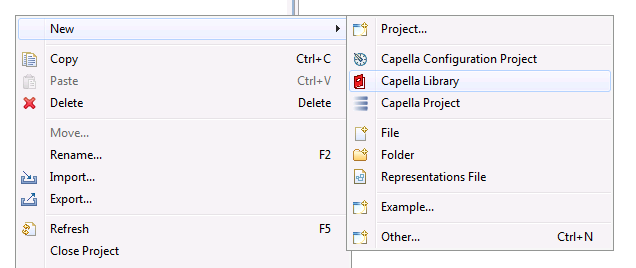 New
Copy Ctrl+C
Paste Ctrl+V
Delete Delete
Move...
Rename... F2
Import...
Export...
Refresh F5
Close Project
Project...
Capella Configuration Project
Capella Library
Capella Project
File
Folder
Representations File
Example...
Other... Ctrl+N